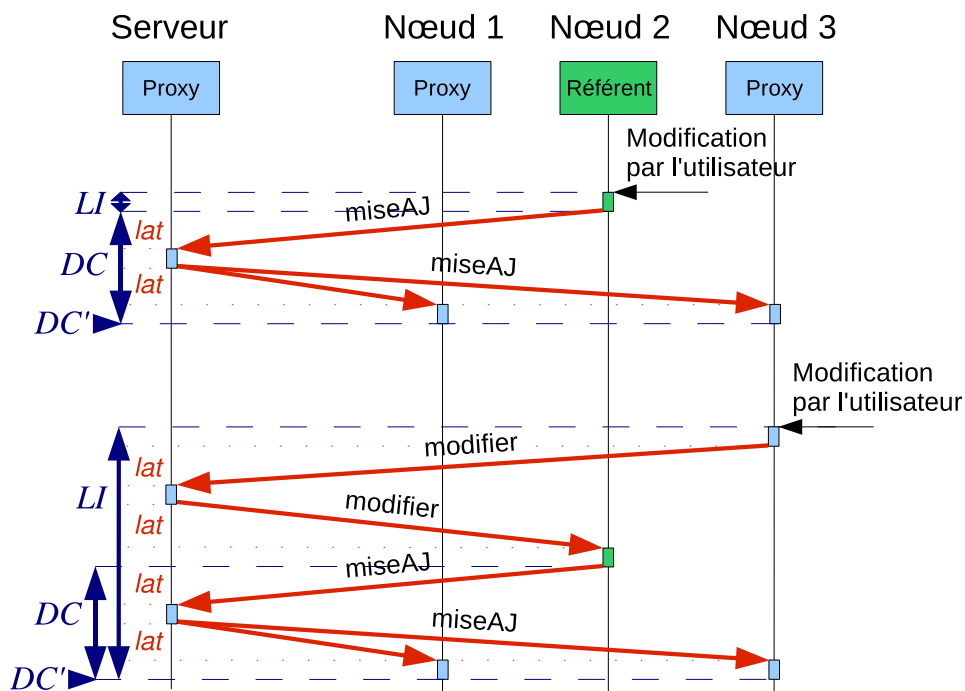 Serveur
Nœud 1
Nœud 2
Nœud 3
Proxy
Proxy
Référent
Proxy
Modification
par l'utilisateur
LI
miseAJ
lat
DC
miseAJ
lat
DC'
Modification
par l'utilisateur
modifier
lat
LI
modifier
lat
miseAJ
lat
DC
miseAJ
lat
DC'